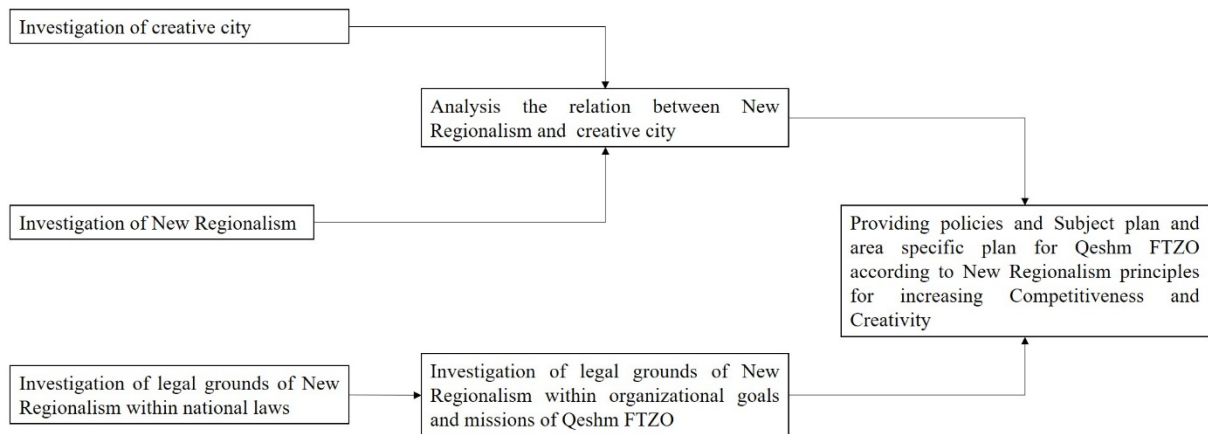 Investigation of creative city
Analysis the relation between New
Regionalism and creative city
Investigation of New Regionalism
Providing policies and Subject plan and
area specific plan for Qeshm FTZO
according to New Regionalism principles
for increasing Competitiveness and
Creativity
Investigation of legal grounds of New
Regionalism within national laws
Investigation of legal grounds of New
Regionalism within organizational goals
and missions of Qeshm FTZO